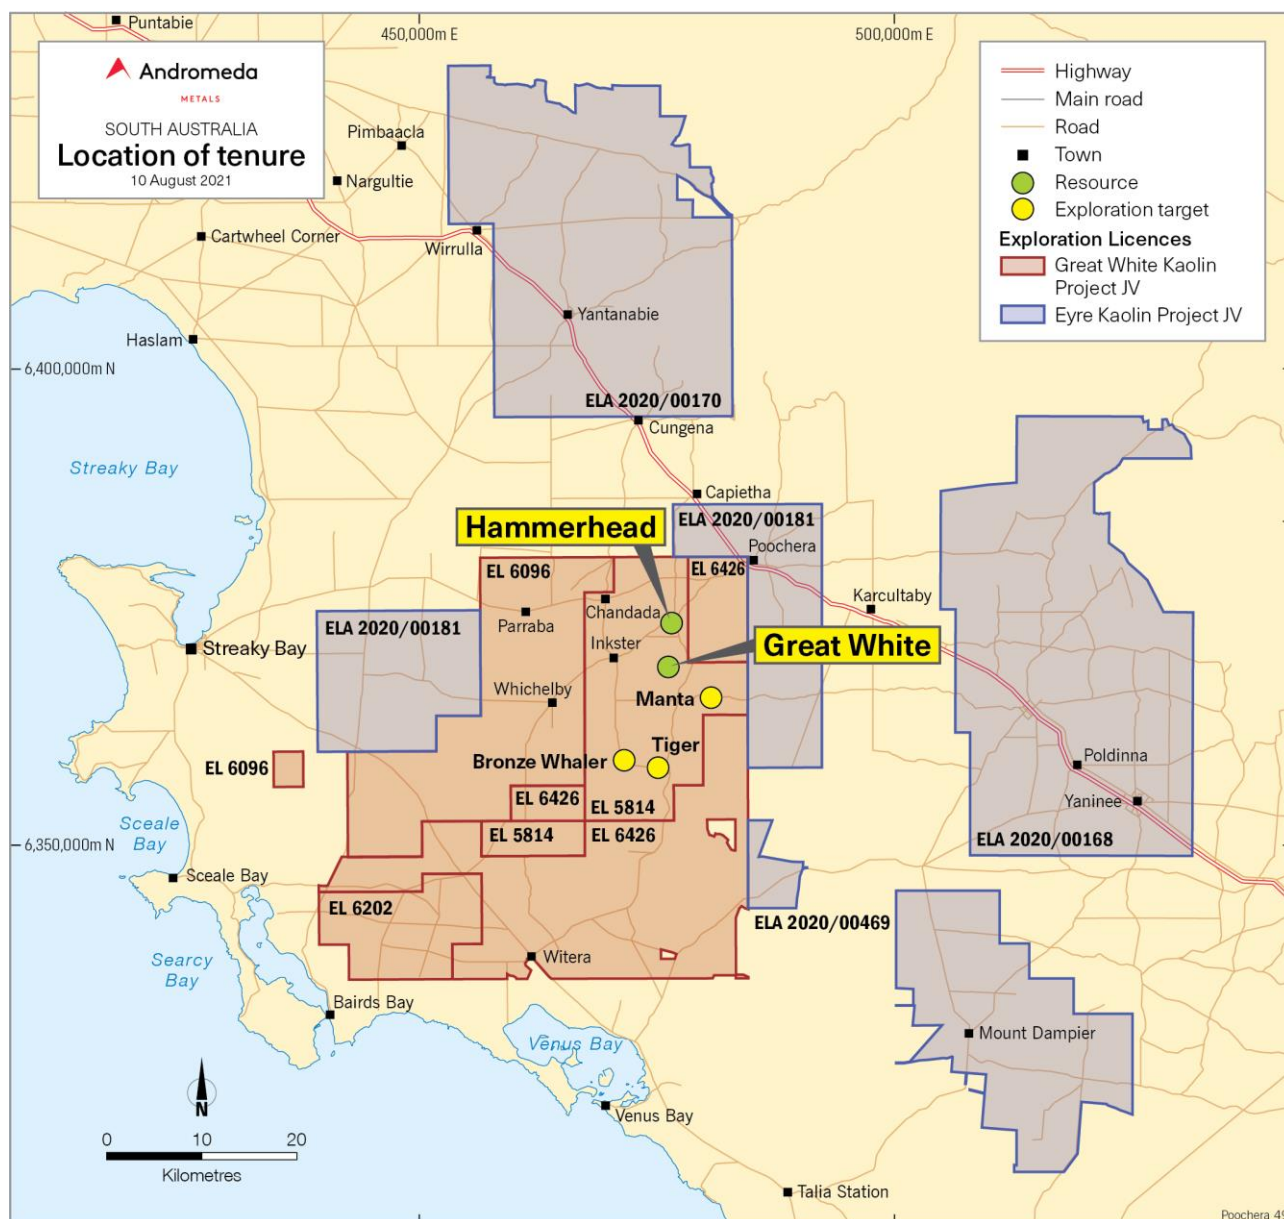 Puntabie
450,000m E
500,000m E
Andromeda
METALS
SOUTH AUSTRALIA
Location of tenure
10 August 2021
Highway
Main road
Road
Town
Resource
Exploration target
Exploration Licences
Great White Kaolin
Project JV
Eyre Kaolin Project JV
Pimbaacla
Nargultie
Cartwheel Corner
Wirrulla
Yantanabie
Haslam
6,400,000m N
ELA 2020/00170
Cungena
Streaky Bay
Capietha
Hammerhead
ELA 2020/00181
Poochera
EL 6096
EL 6426
Karcultaby
Chandada
Parraba
ELA 2020/00181
Inkster
Great White
Streaky Bay
Whichelby
Manta
Tiger
Bronze Whaler
EL 6096
Poldinna
EL 6426
EL 5814
Yaninee
Sceale
Bay
EL 5814
EL 6426
ELA 2020/00168
6,350,000m N
Sceale Bay
EL 6202
ELA 2020/00469
Witera
Searcy
Bay
Bairds Bay
Mount Dampier
Venus Bay
N
Venus Bay
0 10 20
Kilometres
Talia Station